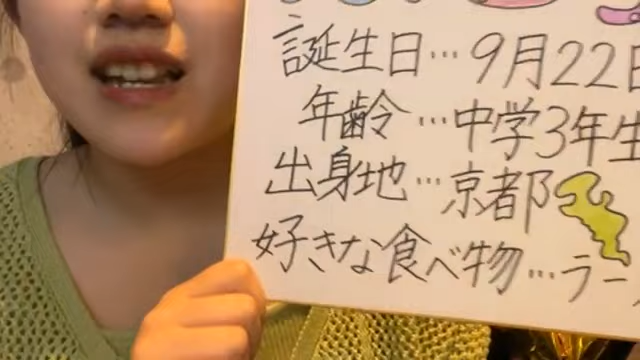 誕生日…9月22日
年齢…中学3年生
出身地…京都
好きな食べ物…ラー